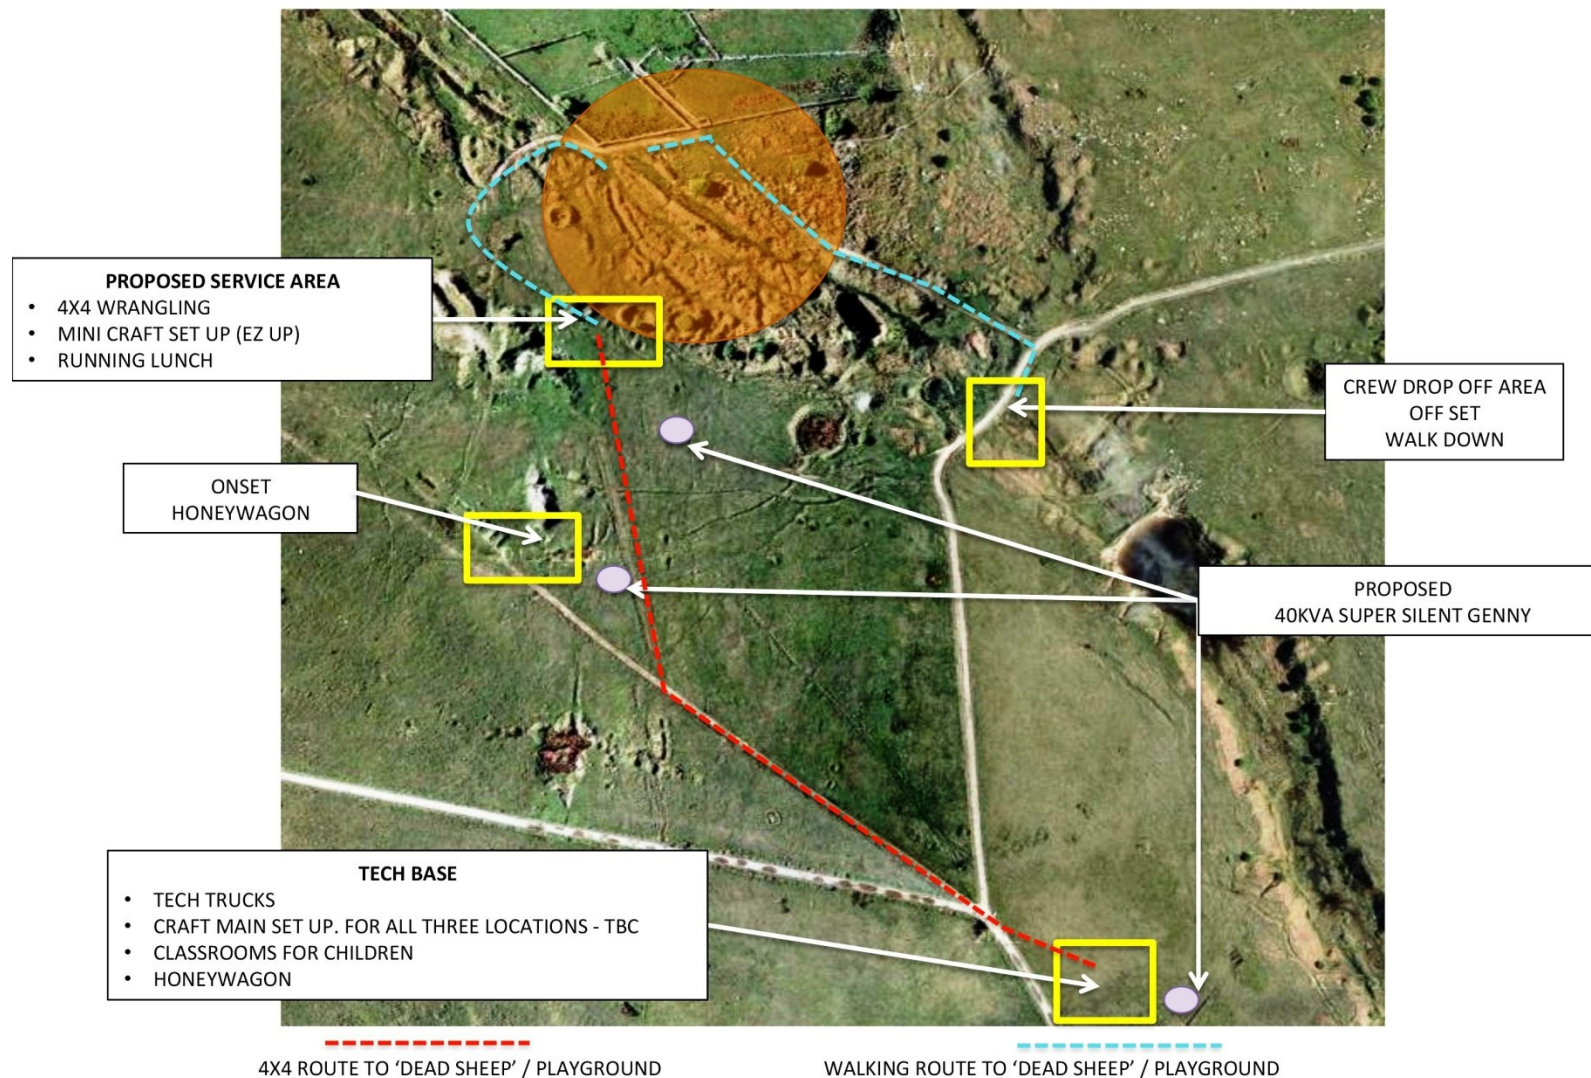 PROPOSED SERVICE AREA
• 4X4 WRANGLING
• MINI CRAFT SET UP (EZ UP)
• RUNNING LUNCH
CREW DROP OFF AREA
OFF SET
WALK DOWN
ONSET
HONEYWAGON
PROPOSED
40KVA SUPER SILENT GENNY
TECH BASE
• TECH TRUCKS
• CRAFT MAIN SET UP. FOR ALL THREE LOCATIONS - TBC
• CLASSROOMS FOR CHILDREN
• HONEYWAGON
4X4 ROUTE TO ‘DEAD SHEEP’ / PLAYGROUND
WALKING ROUTE TO ‘DEAD SHEEP’ / PLAYGROUND